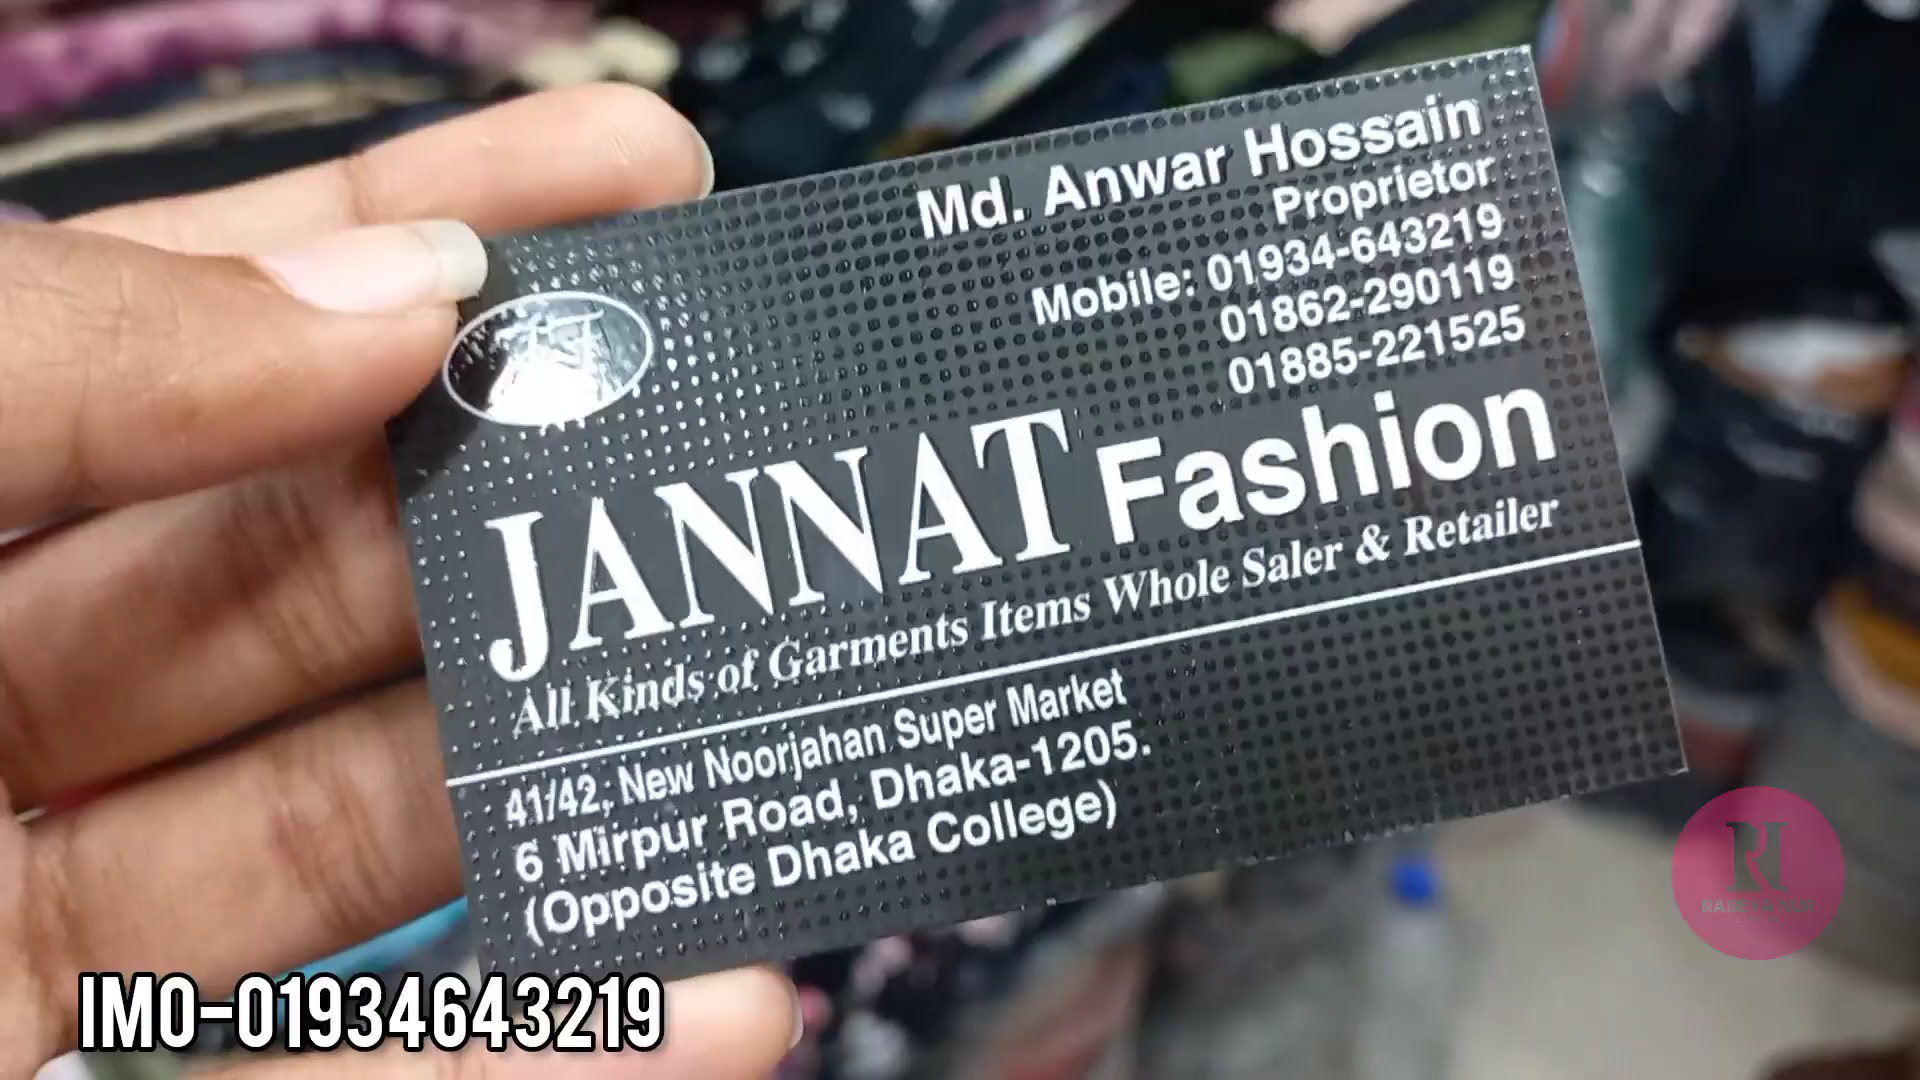 Md. Anwar Hossain
Proprietor
Mobile: 01934-643219
01862-290119
01885-221525
JANNAT Fashion
All Kinds of Garments Items Whole Saler & Retailer
41/42, New Noorjahan Super Market
6 Mirpur Road, Dhaka-1205.
(Opposite Dhaka College)
IMO-01934643219